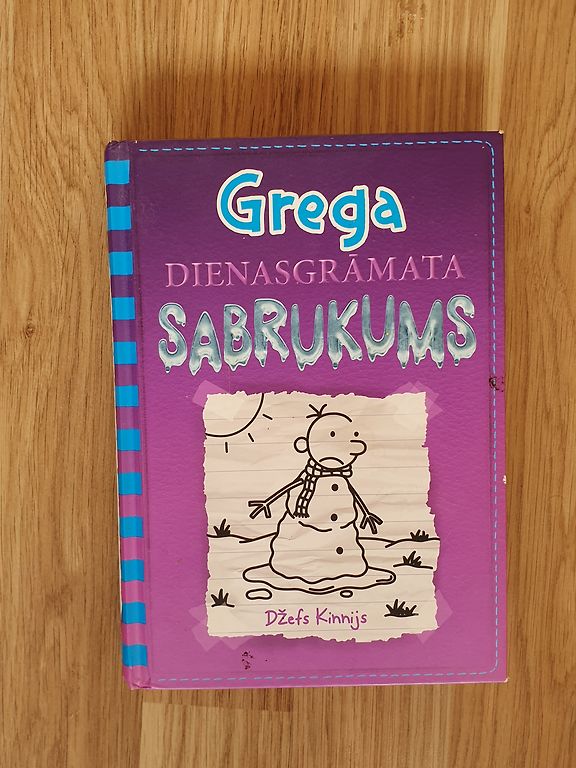 Grega
DIENASGRĀMATA
SABRUKUMS
Džefs Kinnijs